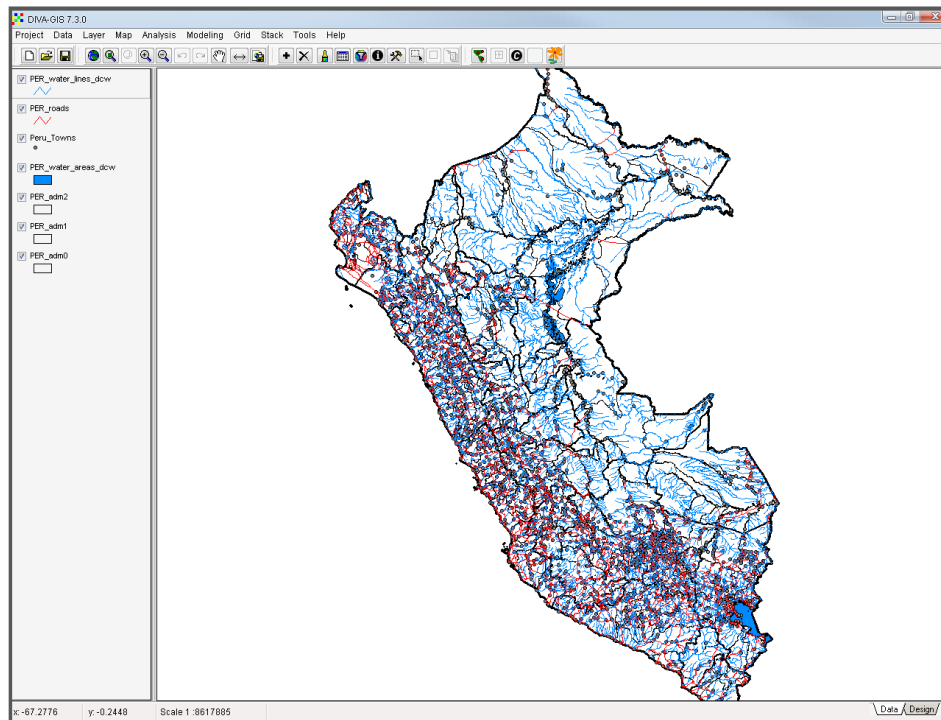 DIVA-GIS 7.3.0
Project Data Layer Map Analysis Modeling Grid Stack Tools Help
PER_water_lines_dcw
PER_roads
Peru_Towns
PER_water_areas_dcw
PER_adm2
PER_adm1
PER_adm0
x: -67.2776 y: -0.2448 Scale 1 :8617885 Data Design